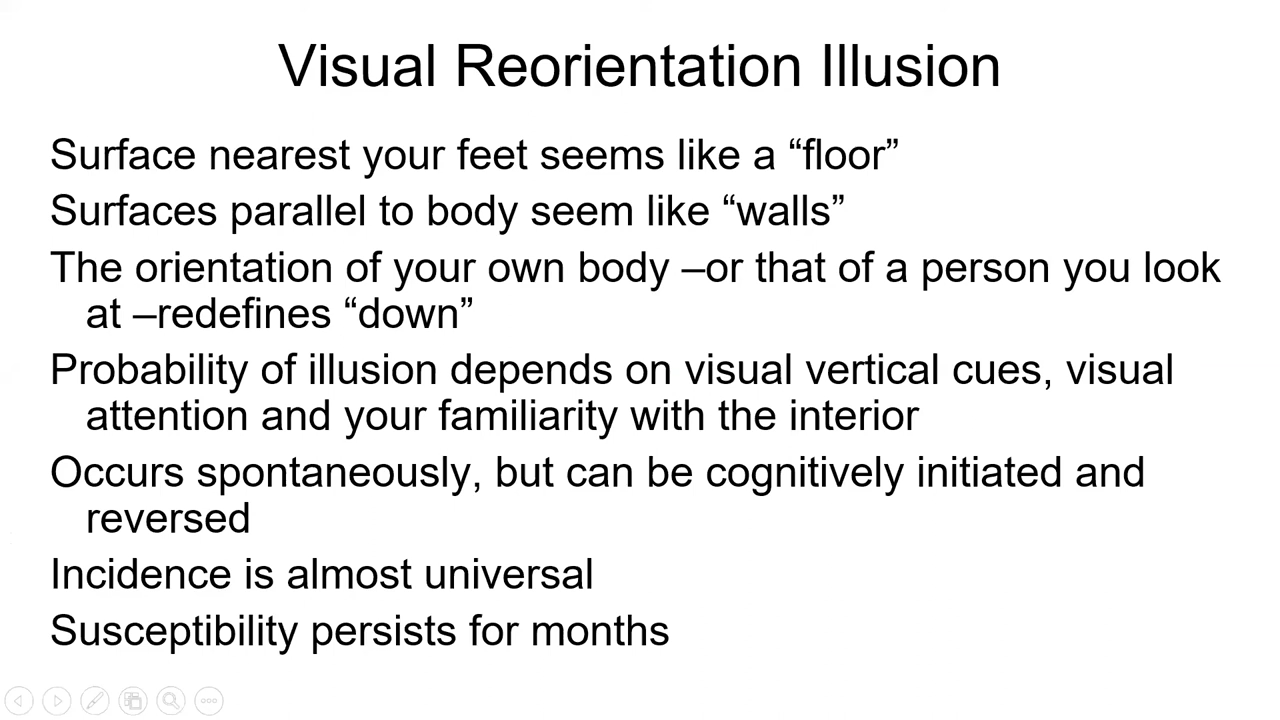 Visual Reorientation Illusion
Surface nearest your feet seems like a “floor”
Surfaces parallel to body seem like “walls”
The orientation of your own body –or that of a person you look
at –redefines “down”
Probability of illusion depends on visual vertical cues, visual
attention and your familiarity with the interior
Occurs spontaneously, but can be cognitively initiated and
reversed
Incidence is almost universal
Susceptibility persists for months